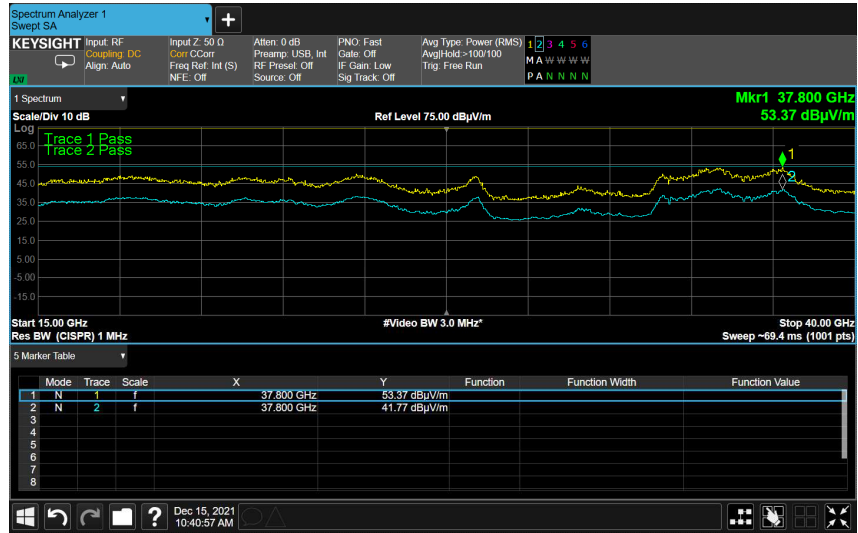 Spectrum Analyzer 1
Swept SA
+
KEYSIGHT Input: RF Input Z: 50 Ω Atten: 0 dB PNO: Fast Avg Type: Power (RMS) 1 2 3 4 5 6
Coupling: DC Corr CCorr Preamp: USB, Int Gate: Off Avg|Hold:>100/100 M A W W W W
Align: Auto Freq Ref: Int (S) RF Presel: Off IF Gain: Low Trig: Free Run
NFE: Off Source: Off Sig Track: Off P A N N N N
LXI
1 Spectrum Mkr1 37.800 GHz
Scale/Div 10 dB Ref Level 75.00 dBµV/m 53.37 dBµV/m
Log
Trace 1 Pass
Trace 2 Pass
65.0
55.0
45.0
35.0
25.0
15.0
5.00
-5.00
-15.0
1
2
Start 15.00 GHz #Video BW 3.0 MHz* Stop 40.00 GHz
Res BW (CISPR) 1 MHz Sweep ~69.4 ms (1001 pts)
5 Marker Table
Mode Trace Scale X Y Function Function Width Function Value
1 N 1 f 37.800 GHz 53.37 dBµV/m
2 N 2 f 37.800 GHz 41.77 dBµV/m
3
4
5
6
7
8
? Dec 15, 2021
10:40:57 AM